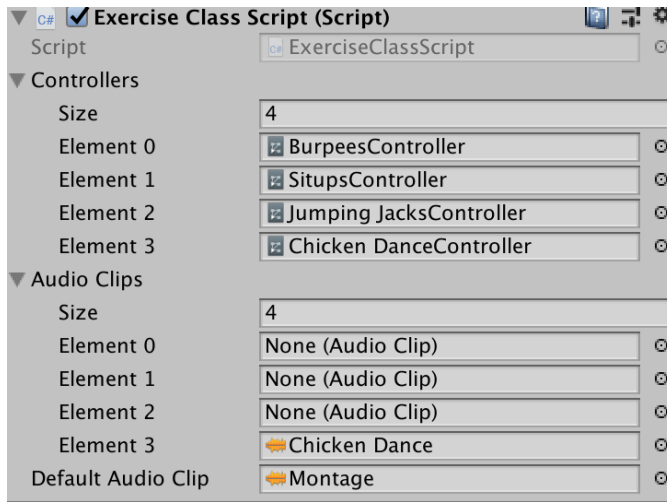 C# Exercise Class Script (Script)
Script C# ExerciseClassScript
Controllers
Size 4
Element 0 BurpeesController
Element 1 SitupsController
Element 2 Jumping JacksController
Element 3 Chicken DanceController
Audio Clips
Size 4
Element 0 None (Audio Clip)
Element 1 None (Audio Clip)
Element 2 None (Audio Clip)
Element 3 Chicken Dance
Default Audio Clip Montage